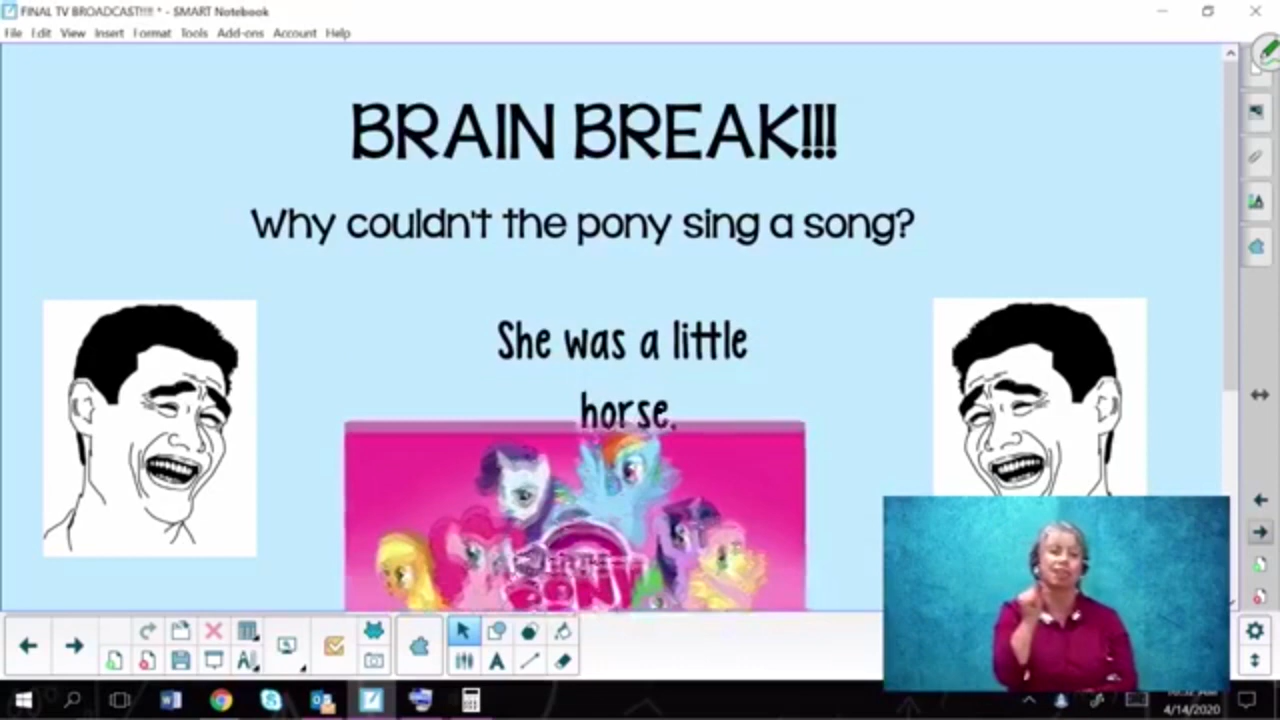 FINAL TV BROADCAST!!!! * - SMART Notebook
File Edit View Insert Format Tools Add-ons Account Help
BRAIN BREAK!!!
Why couldn't the pony sing a song?
She was a little
horse.
PONY
4/14/2020